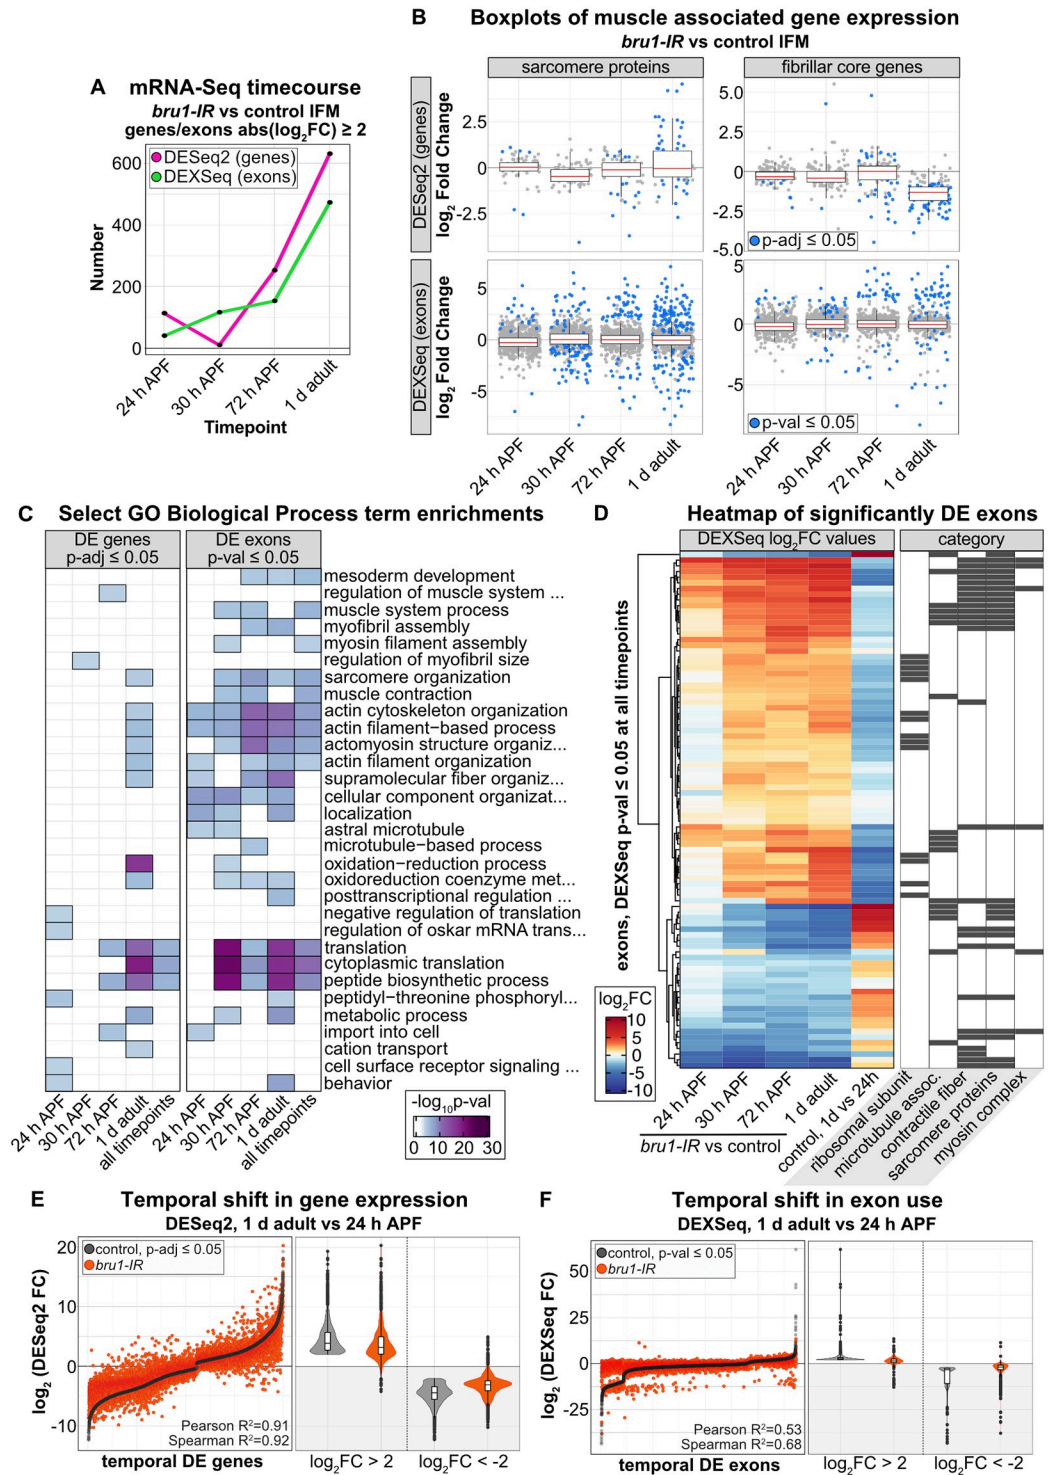 A mRNA-Seq timecourse
bru1-IR vs control IFM
genes/exons abs(log2FC) ≥ 2
DESeq2 (genes)
DEXSeq (exons)
600
400
200
0
Number
24 h APF
30 h APF
72 h APF
1 d adult
Timepoint
B Boxplots of muscle associated gene expression
bru1-IR vs control IFM
sarcomere proteins
fibrillar core genes
DESeq2 (genes)
log2 Fold Change
2.5
0
-2.5
5.0
2.5
0
-2.5
-5.0
p-adj ≤ 0.05
DEXSeq (exons)
log2 Fold Change
5
0
-5
5
0
-5
p-val ≤ 0.05
24 h APF
30 h APF
72 h APF
1 d adult
24 h APF
30 h APF
72 h APF
1 d adult
C Select GO Biological Process term enrichments
DE genes
p-adj ≤ 0.05
DE exons
p-val ≤ 0.05
mesoderm development
regulation of muscle system ...
muscle system process
myofibril assembly
myosin filament assembly
regulation of myofibril size
sarcomere organization
muscle contraction
actin cytoskeleton organization
actin filament−based process
actomyosin structure organiz...
actin filament organization
supramolecular fiber organiz...
cellular component organizat...
localization
astral microtubule
microtubule−based process
oxidation−reduction process
oxidoreduction coenzyme met...
posttranscriptional regulation ...
negative regulation of translation
regulation of oskar mRNA trans...
translation
cytoplasmic translation
peptide biosynthetic process
peptidyl−threonine phosphoryl...
metabolic process
import into cell
cation transport
cell surface receptor signaling ...
behavior
24 h APF
30 h APF
72 h APF
1 d adult
all timepoints
24 h APF
30 h APF
72 h APF
1 d adult
all timepoints
-log10p-val
0 10 20 30
D Heatmap of significantly DE exons
DEXSeq log2FC values
category
exons, DEXSeq p-val ≤ 0.05 at all timepoints
log2FC
10
5
0
-5
-10
24 h APF
30 h APF
72 h APF
1 d adult
control, 1d vs 24h
bru1-IR vs control
ribosomal subunit
microtubule assoc.
contractile fiber
sarcomere proteins
myosin complex
E Temporal shift in gene expression
DESeq2, 1 d adult vs 24 h APF
control, p-adj ≤ 0.05
bru1-IR
20
10
0
-10
log2 (DESeq2 FC)
Pearson R2=0.91
Spearman R2=0.92
temporal DE genes
log2FC > 2
log2FC < -2
F Temporal shift in exon use
DEXSeq, 1 d adult vs 24 h APF
control, p-val ≤ 0.05
bru1-IR
50
25
0
-25
log2 (DEXSeq FC)
Pearson R2=0.53
Spearman R2=0.68
temporal DE exons
log2FC > 2
log2FC < -2